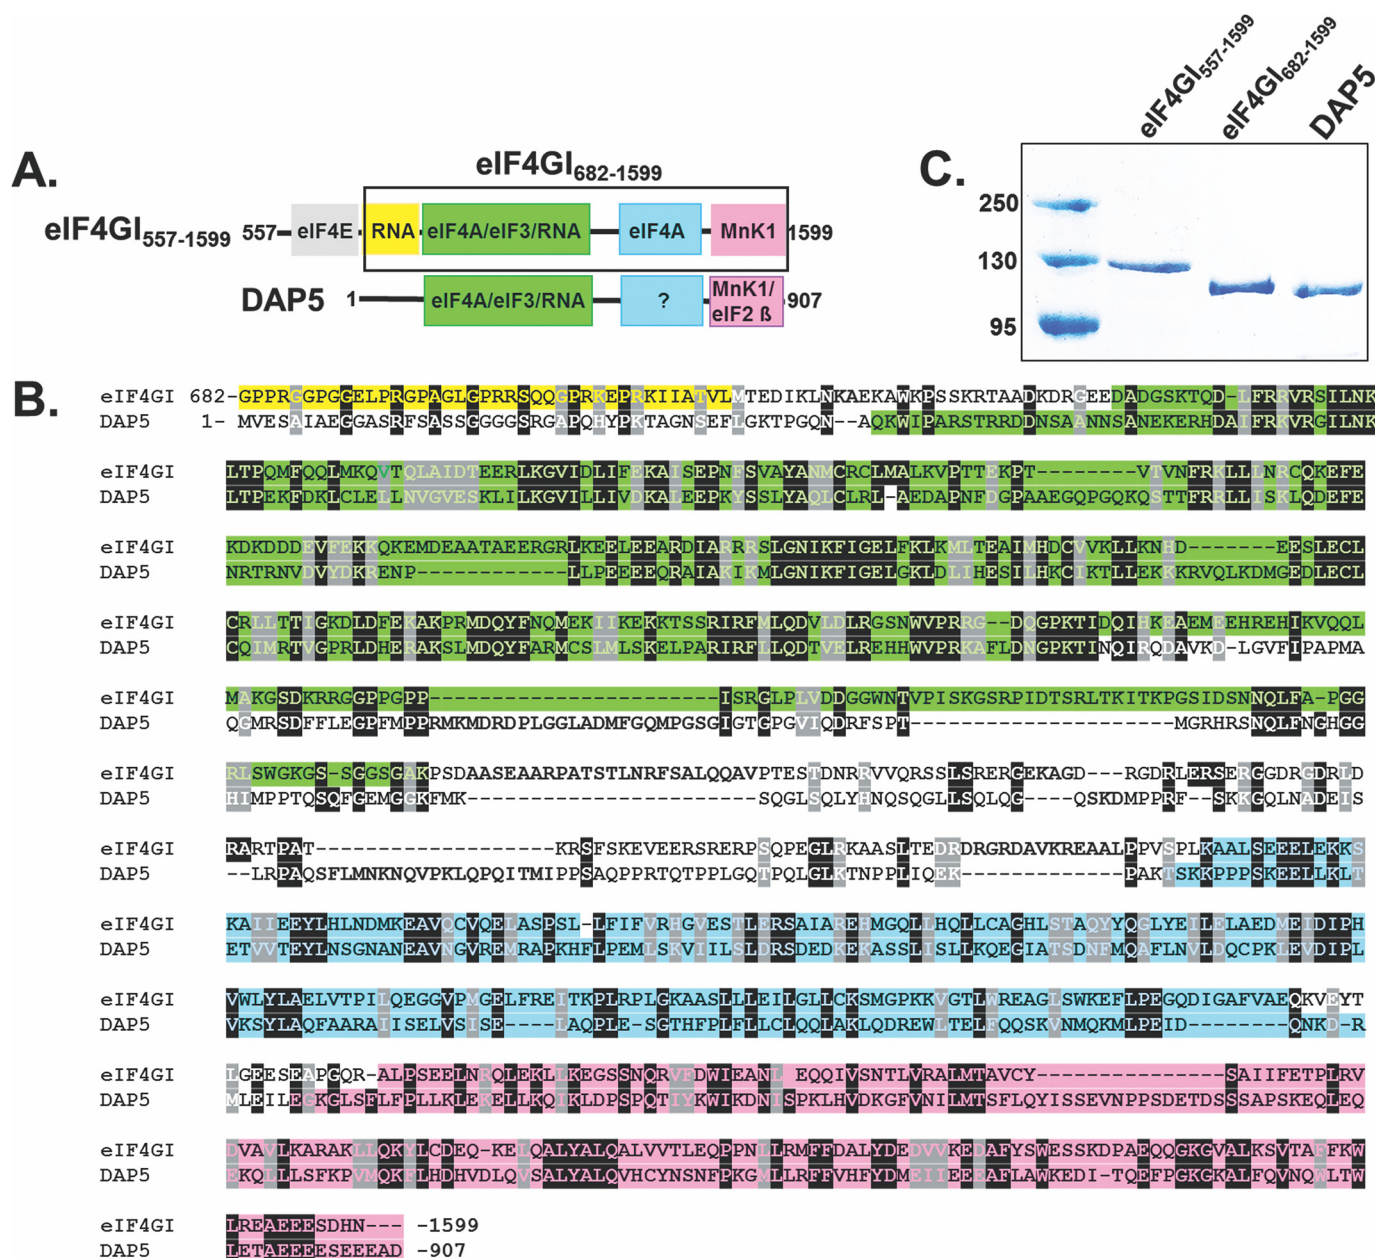 A.
eIF4GI682-1599
eIF4GI557-1599 557 eIF4E RNA eIF4A/eIF3/RNA eIF4A MnK1 1599
DAP5 1 eIF4A/eIF3/RNA ? MnK1/ eIF2 ß 907
C.
eIF4GI557-1599
eIF4GI682-1599
DAP5
250
130
95
B.
eIF4GI 682-GPPRGGPGGELPRGPAGLGPRRSQQGPRKEPRKIIATVLMTEDIKLNKAEKAWKPSSKRTAADKDRGEEDADGSKTQD-LFRRVRSILNK
DAP5 1- MVESAIAEGGASRFSASSGGGGSRGAPQHYPKTAGNSEFLGKTPGQN--AQKWIPARSTRRDDNSAANNSANEKERHDAIFRKVRGILNK
eIF4GI LTPQMFQQLMKQVTQLAIDTEERLKGVIDLIFEKAISEPNFSVAYANMCRCLMALKVPTTEKPT--------VTVNFRKLLLNRCQKEFE
DAP5 LTPEKFDKLCLELLNVGVESKLILKGVILLIVDKALEEPKYSSLYAQLCLRL-AEDAPNFDGPAAEGQPGQKQSTTFRRLLISKLQDEFE
eIF4GI KDKDDDEVFEKKQKEMDEAATAEERGRLKEELEEARDIARRRSLGNIKFIGELFKLKMLTEAIMHDCVVKLLKNHD-------EESLECL
DAP5 NRTRNVDVYDKRENP------------LLPEEEEQRAIAKIKMLGNIKFIGELGKLDLIHESILHKCIKTLLEKKKRVQLKDMGEDLECL
eIF4GI CRLLTTIGKDLDFEKAKPRMDQYFNQMEKIIKEKKTSSRIRFMLQDVLDLRGSNWVPRRG--DQGPKTIDQIHKEAEMEEHREHIKVQQL
DAP5 CQIMRTVGPRLDHERAKSLMDQYFARMCSLMLSKELPARIRFLLQDTVELREHHWVPRKAFLDNGPKTINQIRQDAVKD-LGVFIPAPMA
eIF4GI MAKGSDKRRGGPPGPP-----------------------ISRGLPLVDDGGWNTVPISKGSRPIDTSRLTKITKPGSIDSNNQLFA-PGG
DAP5 QGMRSDFFLEGPFMPPRMKMDRDPLGGLADMFGQMPGSGIGTGPGVIQDRFSPT---------------------MGRHRSNQLFNGHGG
eIF4GI RLSWGKGS-SGGSGAKPSDAASEAARPATSTLNRFSALQQAVPTESTDNRRVVQRSSLSRERGEKAGD---RGDRLERSERGGDRGDRLD
DAP5 HIMPPTQSQFGEMGGKFMK-----------------------SQGLSQLYHNQSQGLLSQLQG----QSKDMPPRF--SKKGQLNADEIS
eIF4GI RARTPAT-------------------KRSFSKEVEERSRERPSQPEGLRKAASLTEDRDRGRDAVKREAALPPVSPLKAALSEEELEKKS
DAP5 --LRPAQSFLMNKNQVPKLQPQITMIPPSAQPPRTQTPPLGQTPQLGLKTNPPLIQEK-------------PAKTSKKPPPSKEELLKLT
eIF4GI KAIIEEYLHLNDMKEAVQCVQELASPSL-LFIFVRHGVESTLERSAIAREHMGQLLHQLLCAGHLSTAQYYQGLYEILELAEDMEIDIPH
DAP5 ETVVTEYLNSGNANEAVNGVREMRAPKHFLPEMLSKVIILSLDRSDEDKEKASSLISLLKQEGIATSDNFMQAFLNVLDQCPKLEVDIPL
eIF4GI VWLYLAELVTPILQEGGVPMGELFREITKPLRPLGKAASLLLEILGLLCKSMGPKKVGTLWREAGLSWKEFLPEGQDIGAFVAEQKVEYT
DAP5 VKSYLAQFAARAIISELVSISE----LAQPLE-SGTHFPLFLLCLQQLAKLQDREWLTELFQQSKVNMQKMLPEID--------QNKD-R
eIF4GI LGEESEAPGQR-ALPSEELNRQLEKLLKEGSSNQRVFDWIEANL EQQIVSNTLVRALMTAVCY-------------SAIIFETPLRV
DAP5 MLEILEGKGLSFLFPLLKLEKELLKQIKLDPSPQTIYKWIKDNISPKLHVDKGFVNILMTSFLQYISSEVNPPSDETDSSSAPSKEQLEQ
eIF4GI DVAVLKARAKLLQKYLCDEQ-KELQALYALQALVVTLEQPPNLLRMFFDALYDEDVVKEDAFYSWESSKDPAEQQGKGVALKSVTAFFKW
DAP5 EKQLLLSFKPVMQKFLHDHVDLQVSALYALQVHCYNSNFPKGMLLRFFVHFYDMEIIEEEAFLAWKEDI-TQEFPGKGKALFQVNQWLTW
eIF4GI LREAEEESDHN--- -1599
DAP5 LETAEEEESEEEAD -907